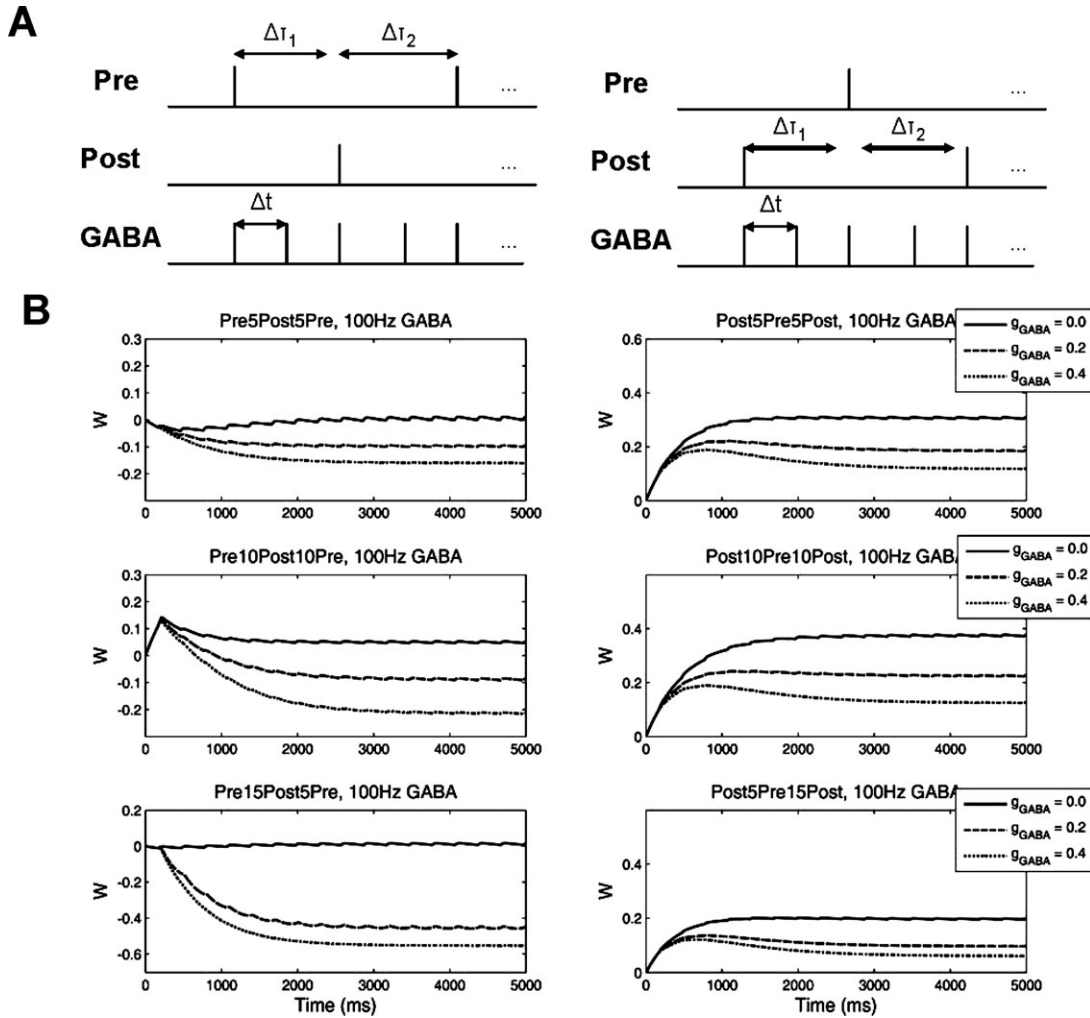 A
Δτ1 Δτ2
Pre ...
Post ...
Δt
GABA ...
Pre ...
Δτ1 Δτ2
Post ...
Δt
GABA ...
B
Pre5Post5Pre, 100Hz GABA
W
0.3
0.2
0.1
0
-0.1
-0.2
0 1000 2000 3000 4000 5000
Post5Pre5Post, 100Hz GABA
gGABA = 0.0
gGABA = 0.2
gGABA = 0.4
W
0.6
0.4
0.2
0
0 1000 2000 3000 4000 5000
Pre10Post10Pre, 100Hz GABA
W
0.3
0.2
0.1
0
-0.1
-0.2
0 1000 2000 3000 4000 5000
Post10Pre10Post, 100Hz GABA
gGABA = 0.0
gGABA = 0.2
gGABA = 0.4
W
0.4
0.2
0
0 1000 2000 3000 4000 5000
Pre15Post5Pre, 100Hz GABA
W
0.2
0
-0.2
-0.4
-0.6
0 1000 2000 3000 4000 5000
Time (ms)
Post5Pre15Post, 100Hz GABA
gGABA = 0.0
gGABA = 0.2
gGABA = 0.4
W
0.4
0.2
0
0 1000 2000 3000 4000 5000
Time (ms)